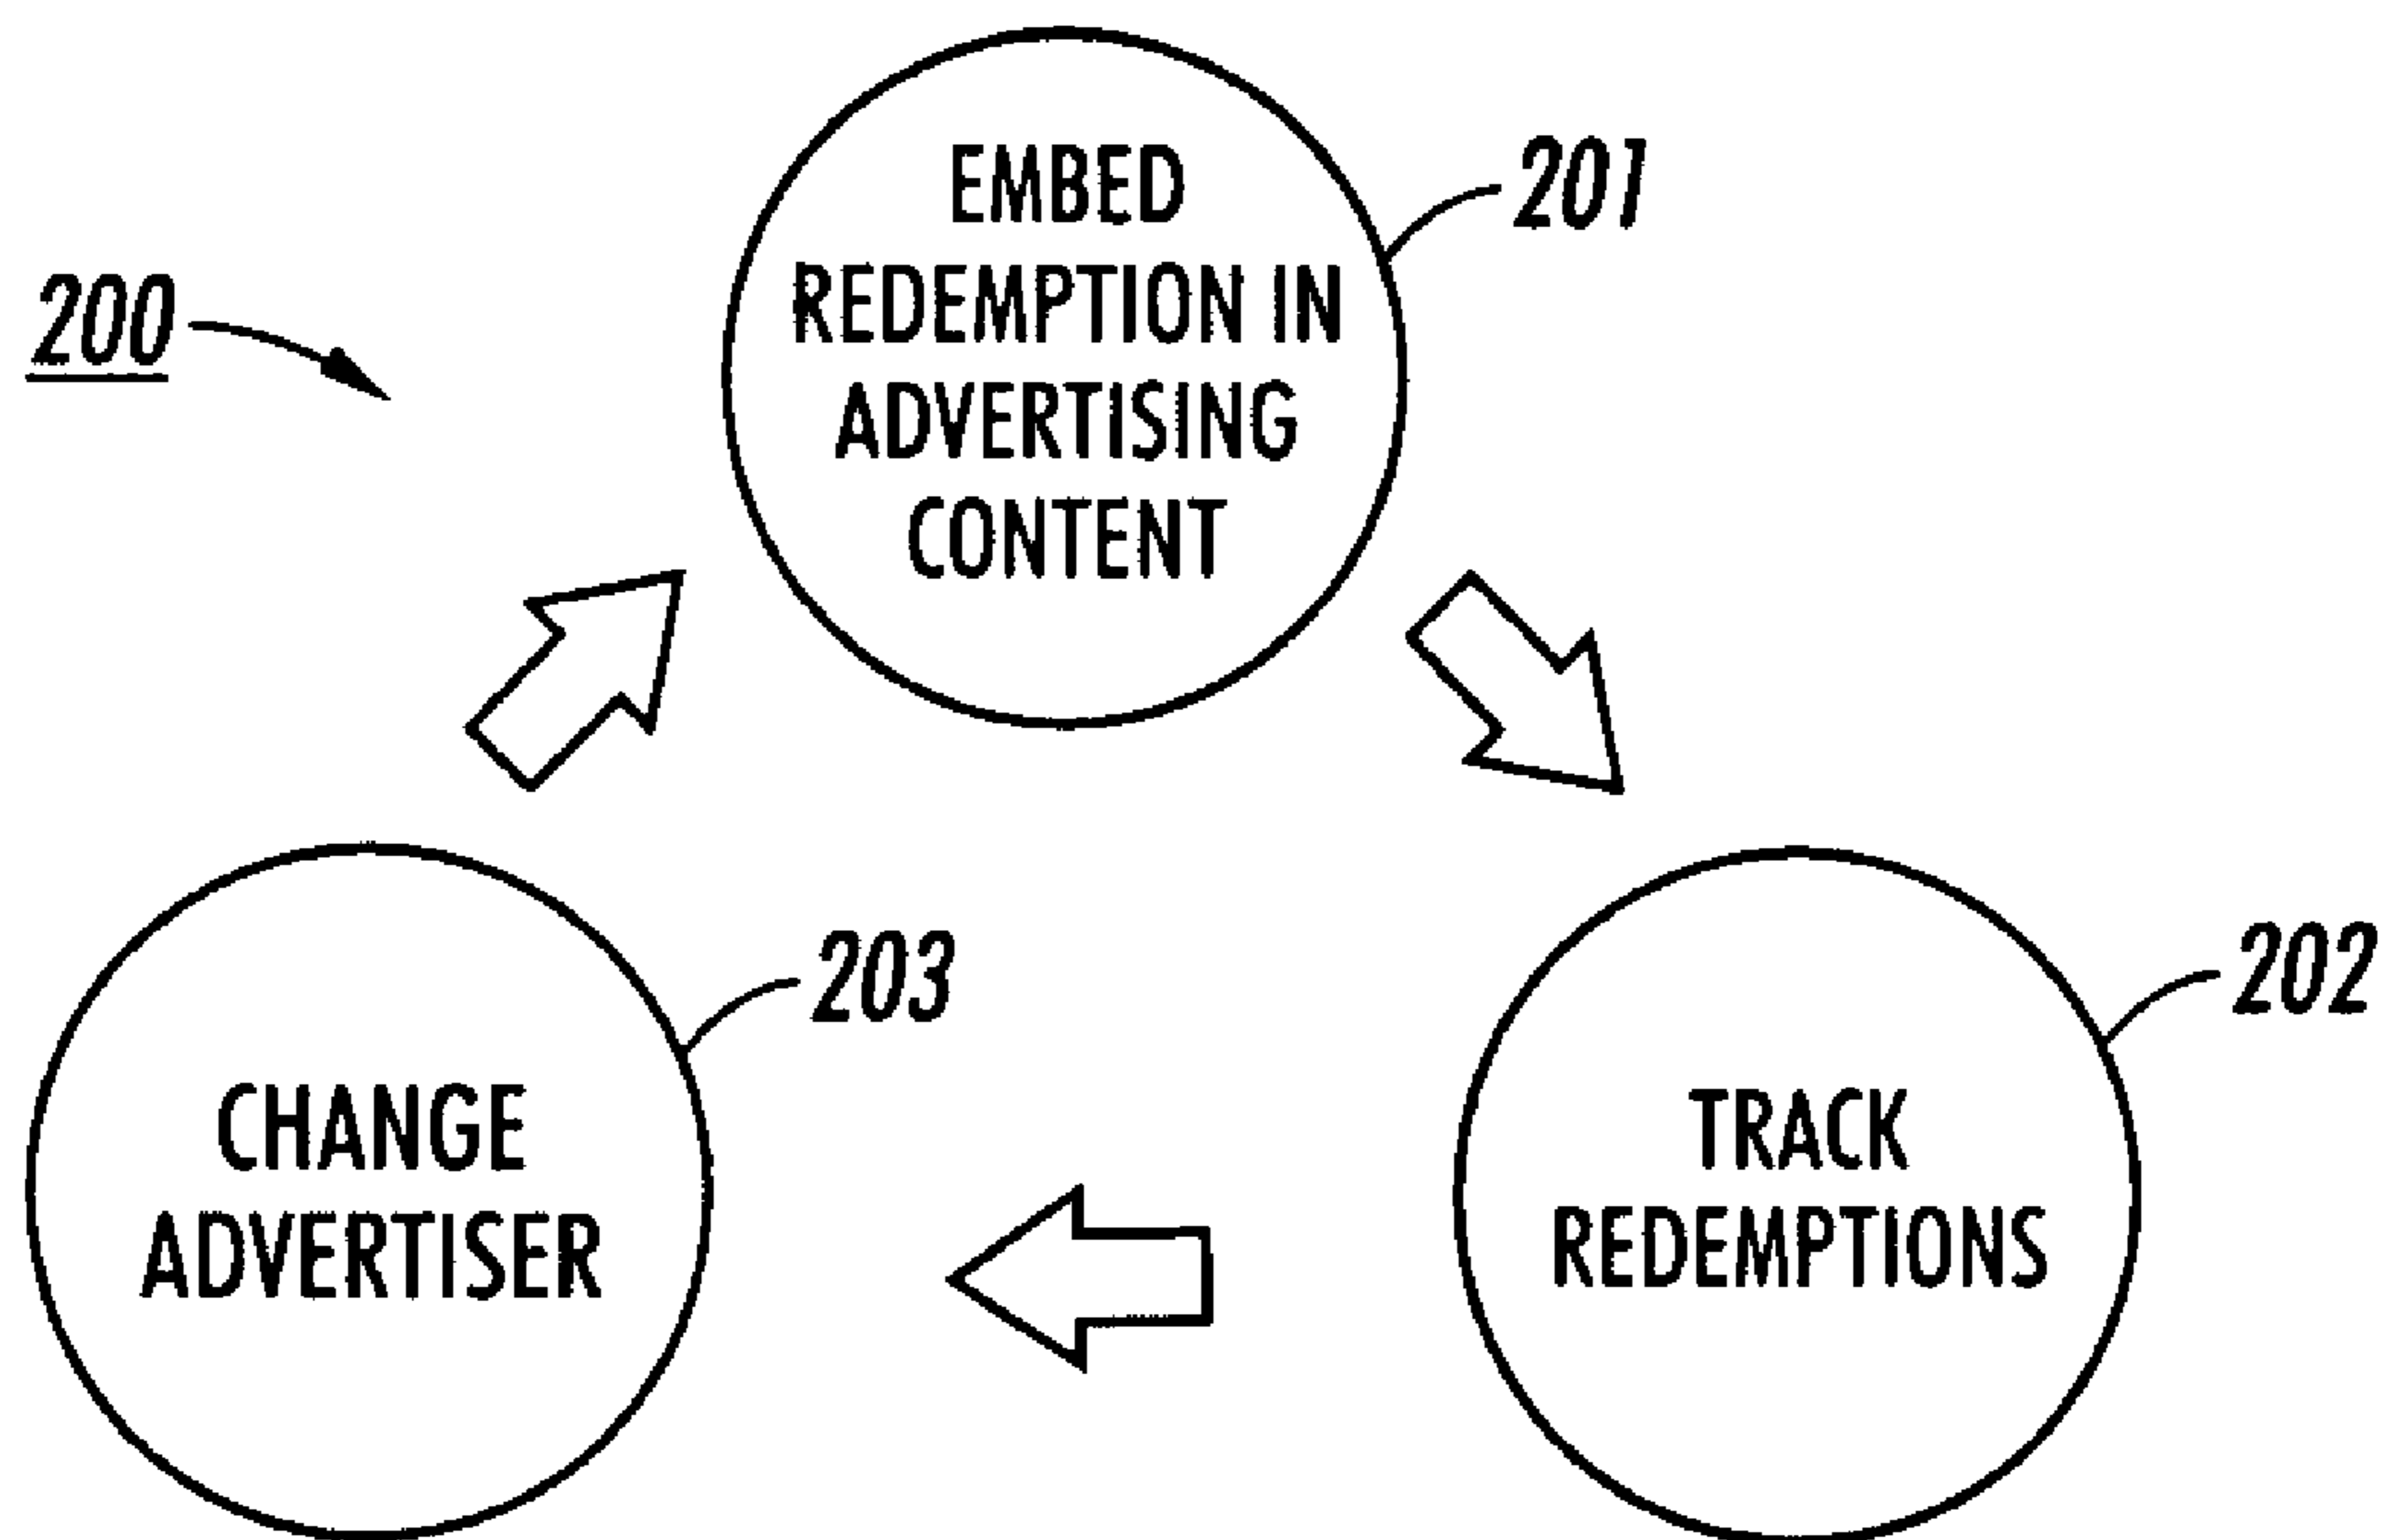 200
EMBED
REDEMPTION IN
ADVERTISING
CONTENT
201
CHANGE
ADVERTISER
203
TRACK
REDEMPTIONS
202